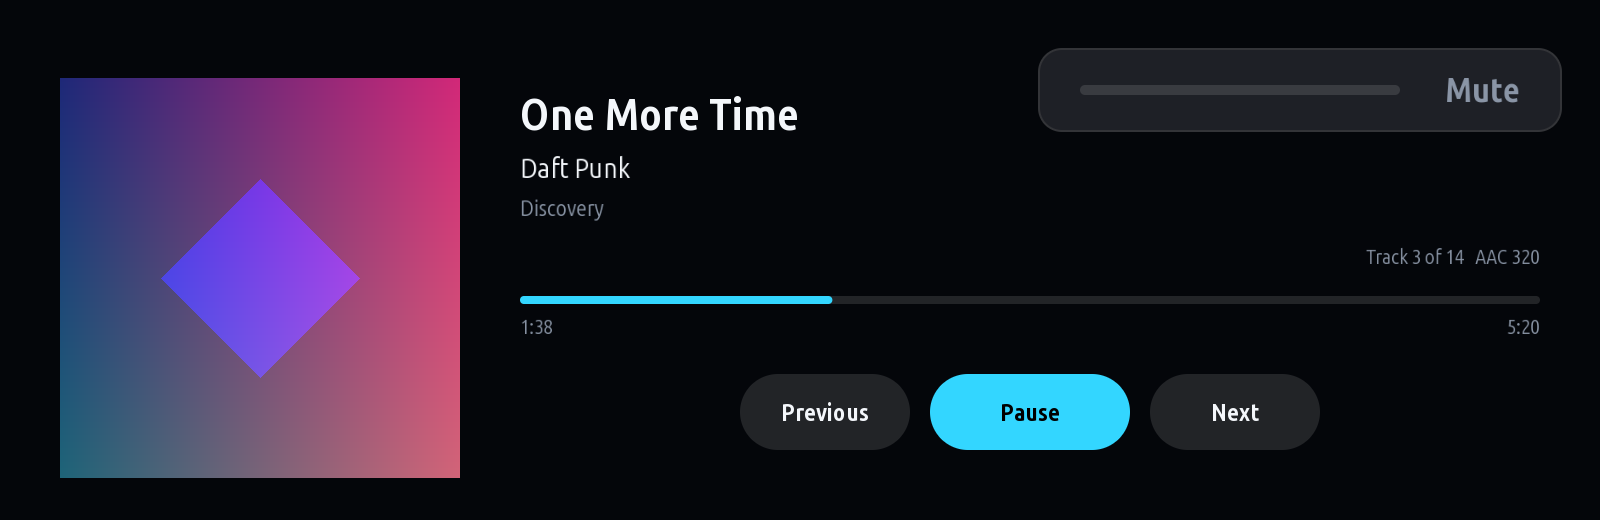 Mute
One More Time
Daft Punk
Discovery
Track 3 of 14 AAC 320
1:38 5:20
Previous Pause Next